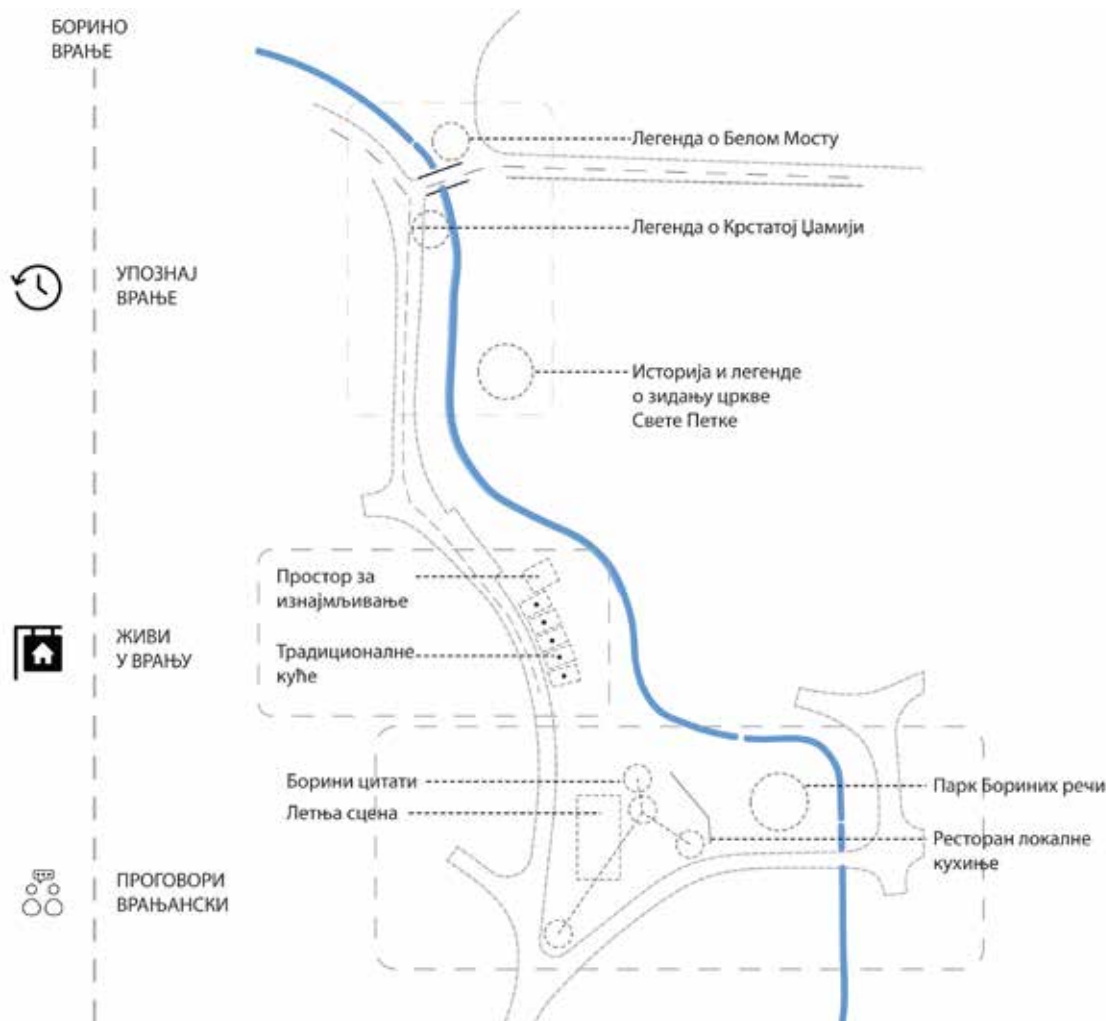 БОРИНО
ВРАЊЕ
Легенда о Белом Мосту
Легенда о Крстатој Џамији
УПОЗНАЈ
ВРАЊЕ
Историја и легенде
о зидању цркве
Свете Петке
Простор за
изнајмљивање
ЖИВИ
У ВРАЊУ
Традиционалне
куће
Борини цитати
Летња сцена
Парк Бориних речи
Ресторан локалне
кухиње
ПРОГОВОРИ
ВРАЊАНСКИ